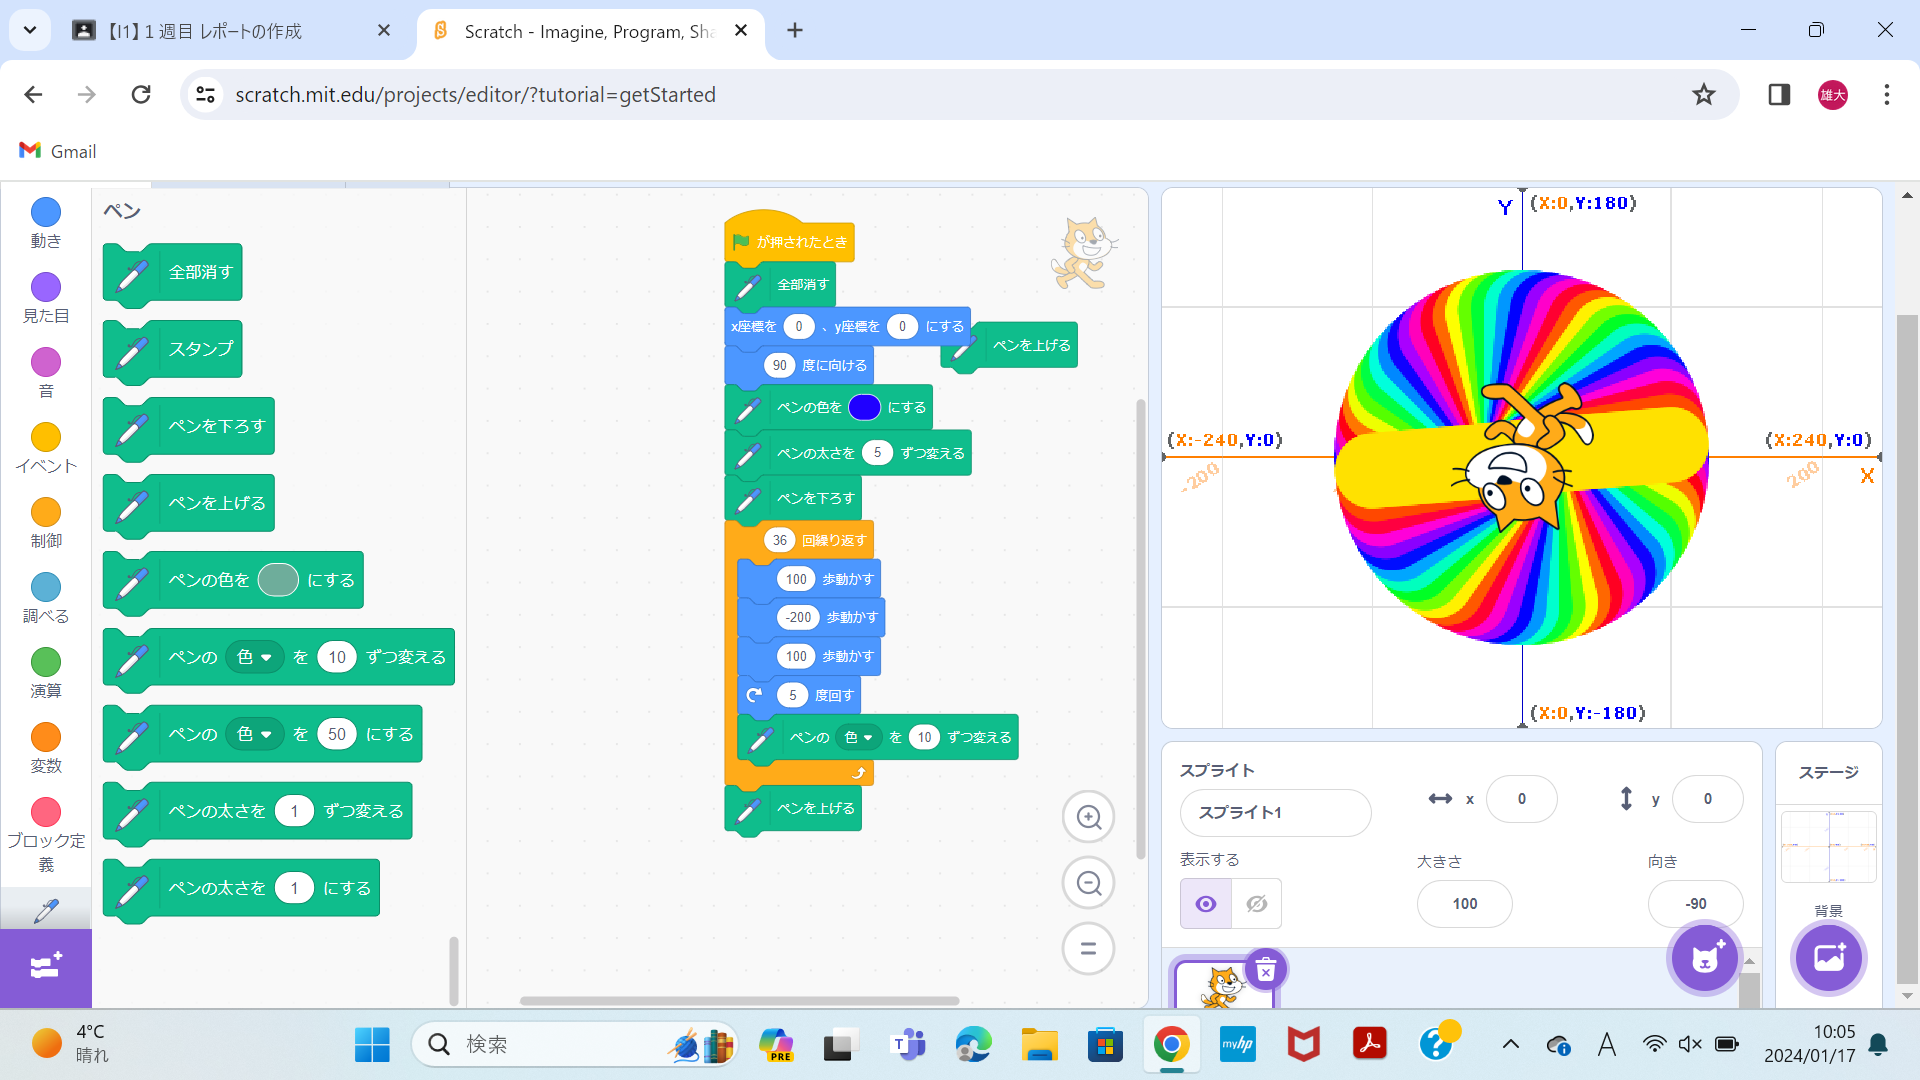 【I1】１週目 レポートの作成
Scratch - Imagine, Program, Sha
scratch.mit.edu/projects/editor/?tutorial=getStarted
雄大
Gmail
動き
見た目
音
イベント
制御
調べる
演算
変数
ブロック定
義
ペン
全部消す
スタンプ
ペンを下ろす
ペンを上げる
ペンの色を にする
ペンの 色 を 10 ずつ変える
ペンの 色 を 50 にする
ペンの太さを 1 ずつ変える
ペンの太さを 1 にする
が押されたとき
全部消す
x座標を 0 、y座標を 0 にする
ペンを上げる
90 度に向ける
ペンの色を にする
ペンの太さを 5 ずつ変える
ペンを下ろす
36 回繰り返す
100 歩動かす
-200 歩動かす
100 歩動かす
5 度回す
ペンの 色 を 10 ずつ変える
ペンを上げる
Y (X:0,Y:180)
(X:-240,Y:0)
(X:240,Y:0)
-200
200
X
(X:0,Y:-180)
スプライト
スプライト1
x 0
y 0
表示する
大きさ
100
向き
-90
ステージ
背景
4°C
晴れ
検索
PRE
T
myhp
?
A
10:05
2024/01/17